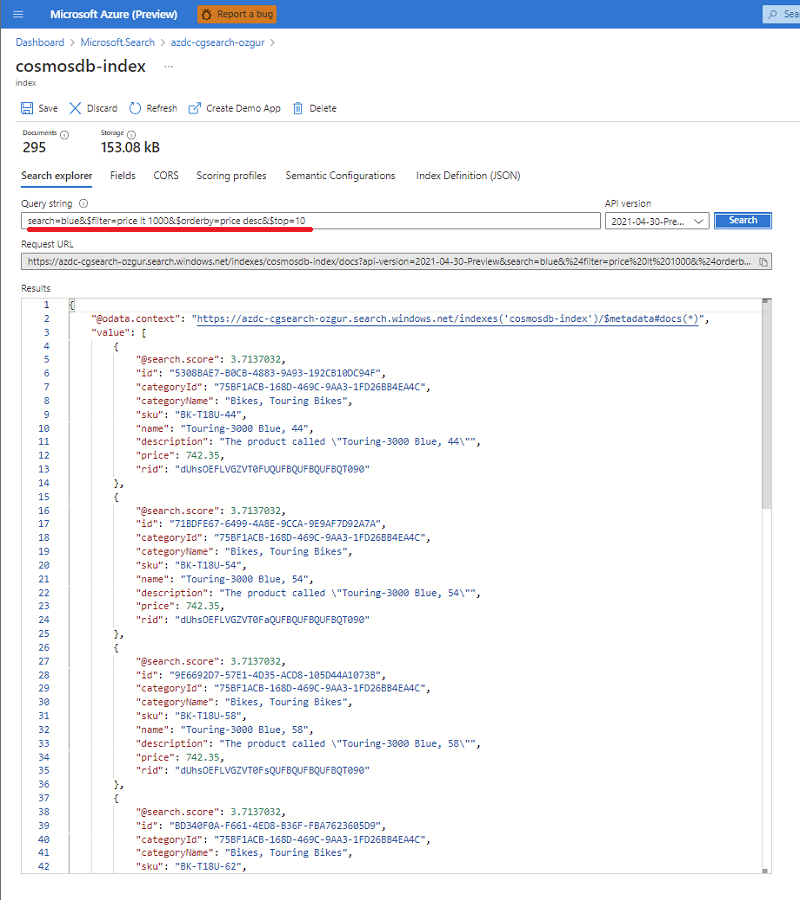 Microsoft Azure (Preview) Report a bug Sea
Dashboard > Microsoft.Search > azdc-cgsearch-ozgur >
cosmosdb-index ...
index
Save Discard Refresh Create Demo App Delete
Documents Storage
295 153.08 kB
Search explorer Fields CORS Scoring profiles Semantic Configurations Index Definition (JSON)
Query string API version
search=blue&$filter=price lt 1000&$orderby=price desc&$top=10 2021-04-30-Pre... Search
Request URL
https://azdc-cgsearch-ozgur.search.windows.net/indexes/cosmosdb-index/docs?api-version=2021-04-30-Preview&search=blue&%24filter=price%20lt%201000&%24orderb...
Results
1 {
2 "@odata.context": "https://azdc-cgsearch-ozgur.search.windows.net/indexes('cosmosdb-index')/$metadata#docs(*)",
3 "value": [
4 {
5 "@search.score": 3.7137032,
6 "id": "5308BAE7-B0CB-4883-9A93-192CB10DC94F",
7 "categoryId": "75BF1ACB-168D-469C-9AA3-1FD26BB4EA4C",
8 "categoryName": "Bikes, Touring Bikes",
9 "sku": "BK-T18U-44",
10 "name": "Touring-3000 Blue, 44",
11 "description": "The product called \"Touring-3000 Blue, 44\"",
12 "price": 742.35,
13 "rid": "dUhsOEFLVGZVT0FUQUFBQUFBQUFBQT090"
14 },
15 {
16 "@search.score": 3.7137032,
17 "id": "71BDFE67-6499-4A8E-9CCA-9E9AF7D92A7A",
18 "categoryId": "75BF1ACB-168D-469C-9AA3-1FD26BB4EA4C",
19 "categoryName": "Bikes, Touring Bikes",
20 "sku": "BK-T18U-54",
21 "name": "Touring-3000 Blue, 54",
22 "description": "The product called \"Touring-3000 Blue, 54\"",
23 "price": 742.35,
24 "rid": "dUhsOEFLVGZVT0FaQUFBQUFBQUFBQT090"
25 },
26 {
27 "@search.score": 3.7137032,
28 "id": "9E6692D7-57E1-4D35-ACD8-105D44A1073B",
29 "categoryId": "75BF1ACB-168D-469C-9AA3-1FD26BB4EA4C",
30 "categoryName": "Bikes, Touring Bikes",
31 "sku": "BK-T18U-58",
32 "name": "Touring-3000 Blue, 58",
33 "description": "The product called \"Touring-3000 Blue, 58\"",
34 "price": 742.35,
35 "rid": "dUhsOEFLVGZVT0FsQUFBQUFBQUFBQT090"
36 },
37 {
38 "@search.score": 3.7137032,
39 "id": "BD340F0A-F661-4ED8-B36F-FBA7623605D9",
40 "categoryId": "75BF1ACB-168D-469C-9AA3-1FD26BB4EA4C",
41 "categoryName": "Bikes, Touring Bikes",
42 "sku": "BK-T18U-62",